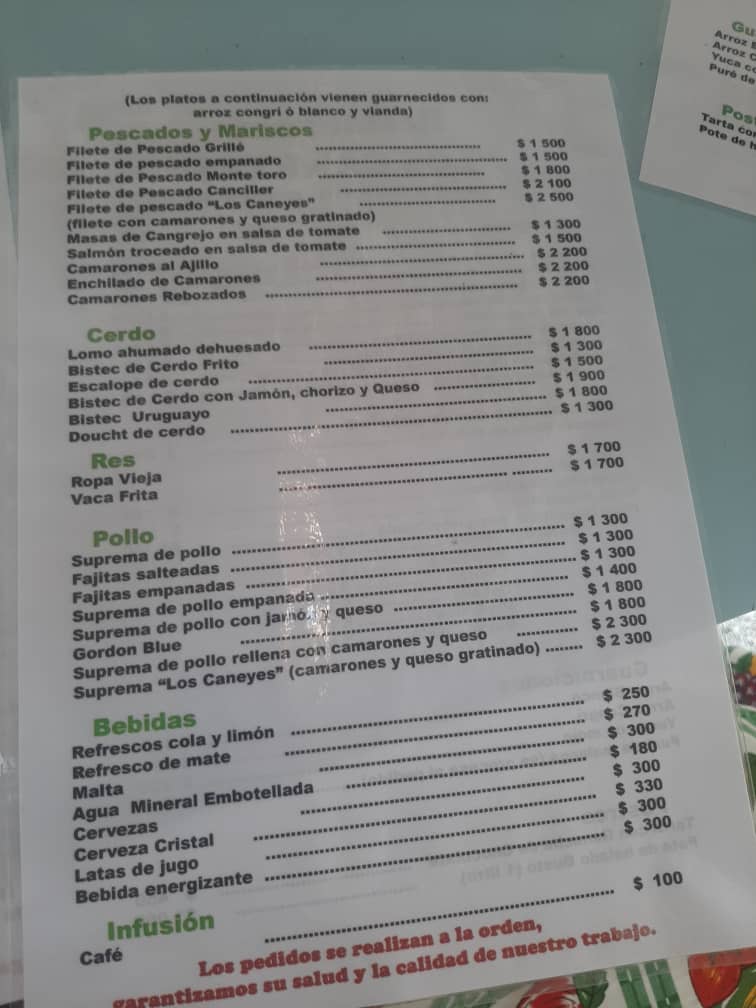 (Los platos a continuación vienen guarnecidos con:
arroz congri ó blanco y vianda)
Pescados y Mariscos
Filete de Pescado Grillé $ 1 500
Filete de pescado empanado $ 1 500
Filete de Pescado Monte toro $ 1 800
Filete de Pescado Canciller $ 2 100
Filete de pescado “Los Caneyes” $ 2 500
(filete con camarones y queso gratinado)
Masas de Cangrejo en salsa de tomate $ 1 300
Salmón troceado en salsa de tomate $ 1 500
Camarones al Ajillo $ 2 200
Enchilado de Camarones $ 2 200
Camarones Rebozados $ 2 200
Cerdo
Lomo ahumado dehuesado $ 1 800
Bistec de Cerdo Frito $ 1 300
Escalope de cerdo $ 1 500
Bistec de Cerdo con Jamón, chorizo y Queso $ 1 900
Bistec Uruguayo $ 1 800
Doucht de cerdo $ 1 300
Res
Ropa Vieja $ 1 700
Vaca Frita $ 1 700
Pollo
Suprema de pollo $ 1 300
Fajitas salteadas $ 1 300
Fajitas empanadas $ 1 300
Suprema de pollo empanada $ 1 400
Suprema de pollo con jamón y queso $ 1 800
Gordon Blue $ 1 800
Suprema de pollo rellena con camarones y queso $ 2 300
Suprema “Los Caneyes” (camarones y queso gratinado) $ 2 300
Bebidas
Refrescos cola y limón $ 250
Refresco de mate $ 270
Malta $ 300
Agua Mineral Embotellada $ 180
Cervezas $ 300
Cerveza Cristal $ 330
Latas de jugo $ 300
Bebida energizante $ 300
Infusión
Café $ 100
Los pedidos se realizan a la orden,
garantizamos su salud y la calidad de nuestro trabajo.
Gu
Arroz
Arroz
Yuca
Puré de
Pos
Tarta
Pote de